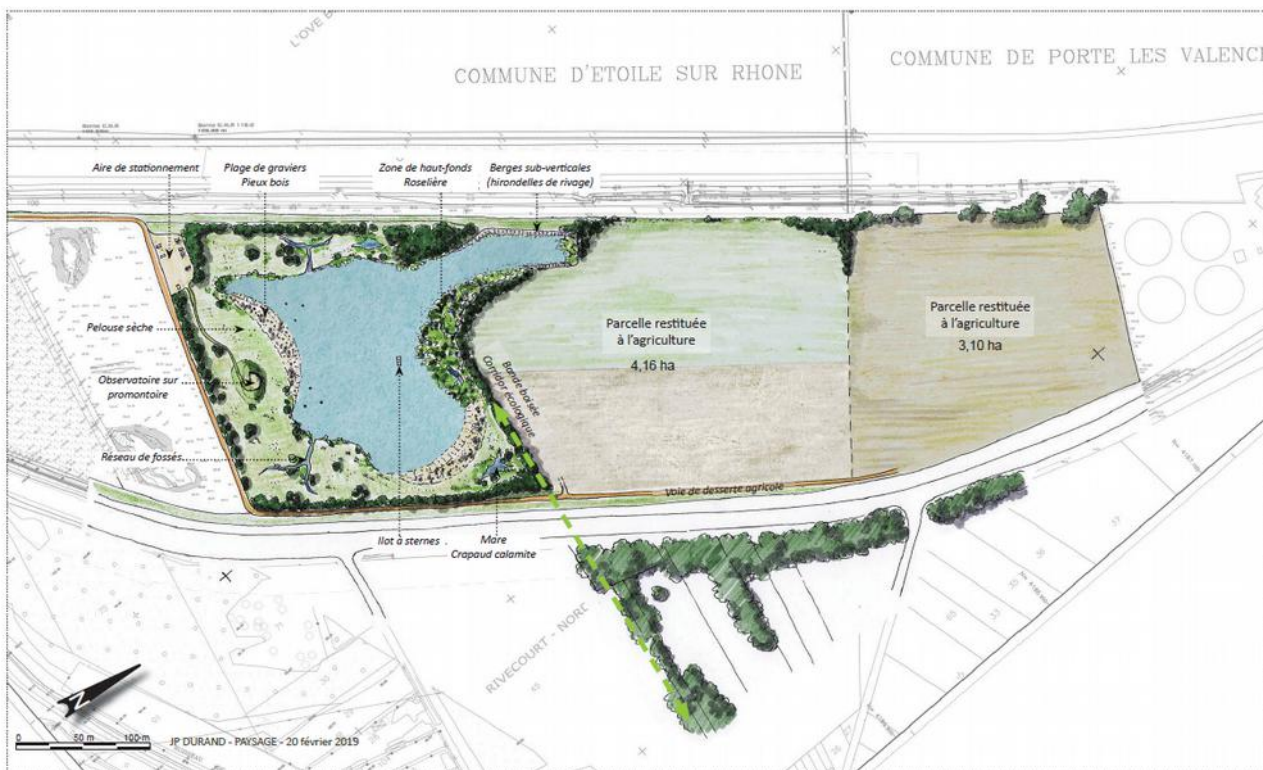 L'OVE
COMMUNE D'ETOILE SUR RHONE
COMMUNE DE PORTE LES VALENC
Aire de stationnement
Plage de graviers
Pieux bois
Zone de haut-fonds
Roselière
Berges sub-verticales
(hirondelles de rivage)
Pelouse sèche
Observatoire sur
promontoire
Réseau de fossés
Parcelle restituée
à l'agriculture
4,16 ha
Parcelle restituée
à l'agriculture
3,10 ha
Bande boisée
Corridor écologique
Voie de desserte agricole
Ilot à sternes
Mare
Crapaud calamite
RIVECOURT - NORD
N
0 50 m 100 m
JP DURAND - PAYSAGE - 20 février 2019